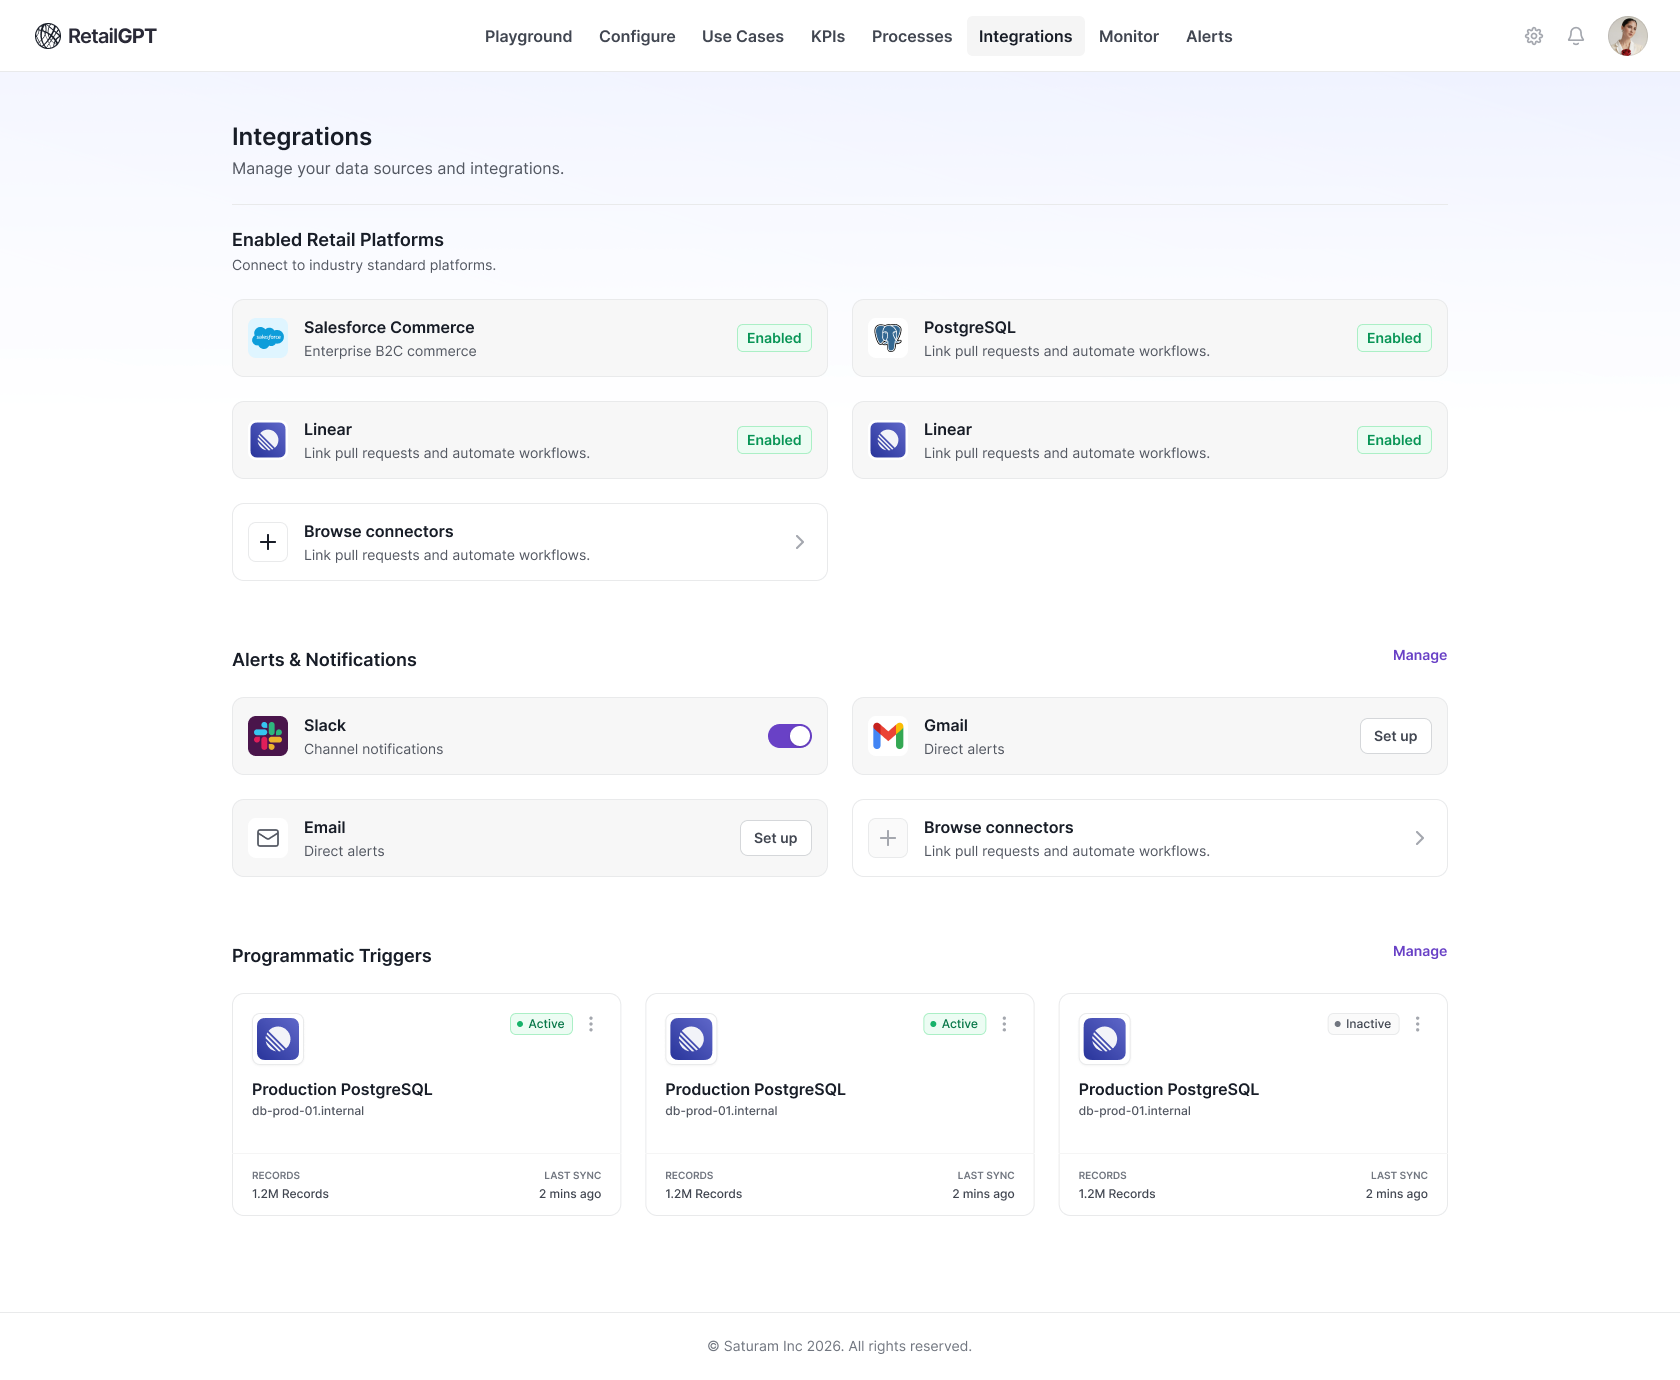 RetailGPT
Playground
Configure
Use Cases
KPIs
Processes
Integrations
Monitor
Alerts
Integrations
Manage your data sources and integrations.
Enabled Retail Platforms
Connect to industry standard platforms.
salesforce
Salesforce Commerce
Enterprise B2C commerce
Enabled
PostgreSQL
Link pull requests and automate workflows.
Enabled
Linear
Link pull requests and automate workflows.
Enabled
Linear
Link pull requests and automate workflows.
Enabled
Browse connectors
Link pull requests and automate workflows.
Alerts & Notifications
Manage
Slack
Channel notifications
Gmail
Direct alerts
Set up
Email
Direct alerts
Set up
Browse connectors
Link pull requests and automate workflows.
Programmatic Triggers
Manage
Active
Production PostgreSQL
db-prod-01.internal
RECORDS
LAST SYNC
1.2M Records
2 mins ago
Active
Production PostgreSQL
db-prod-01.internal
RECORDS
LAST SYNC
1.2M Records
2 mins ago
Inactive
Production PostgreSQL
db-prod-01.internal
RECORDS
LAST SYNC
1.2M Records
2 mins ago
© Saturam Inc 2026. All rights reserved.